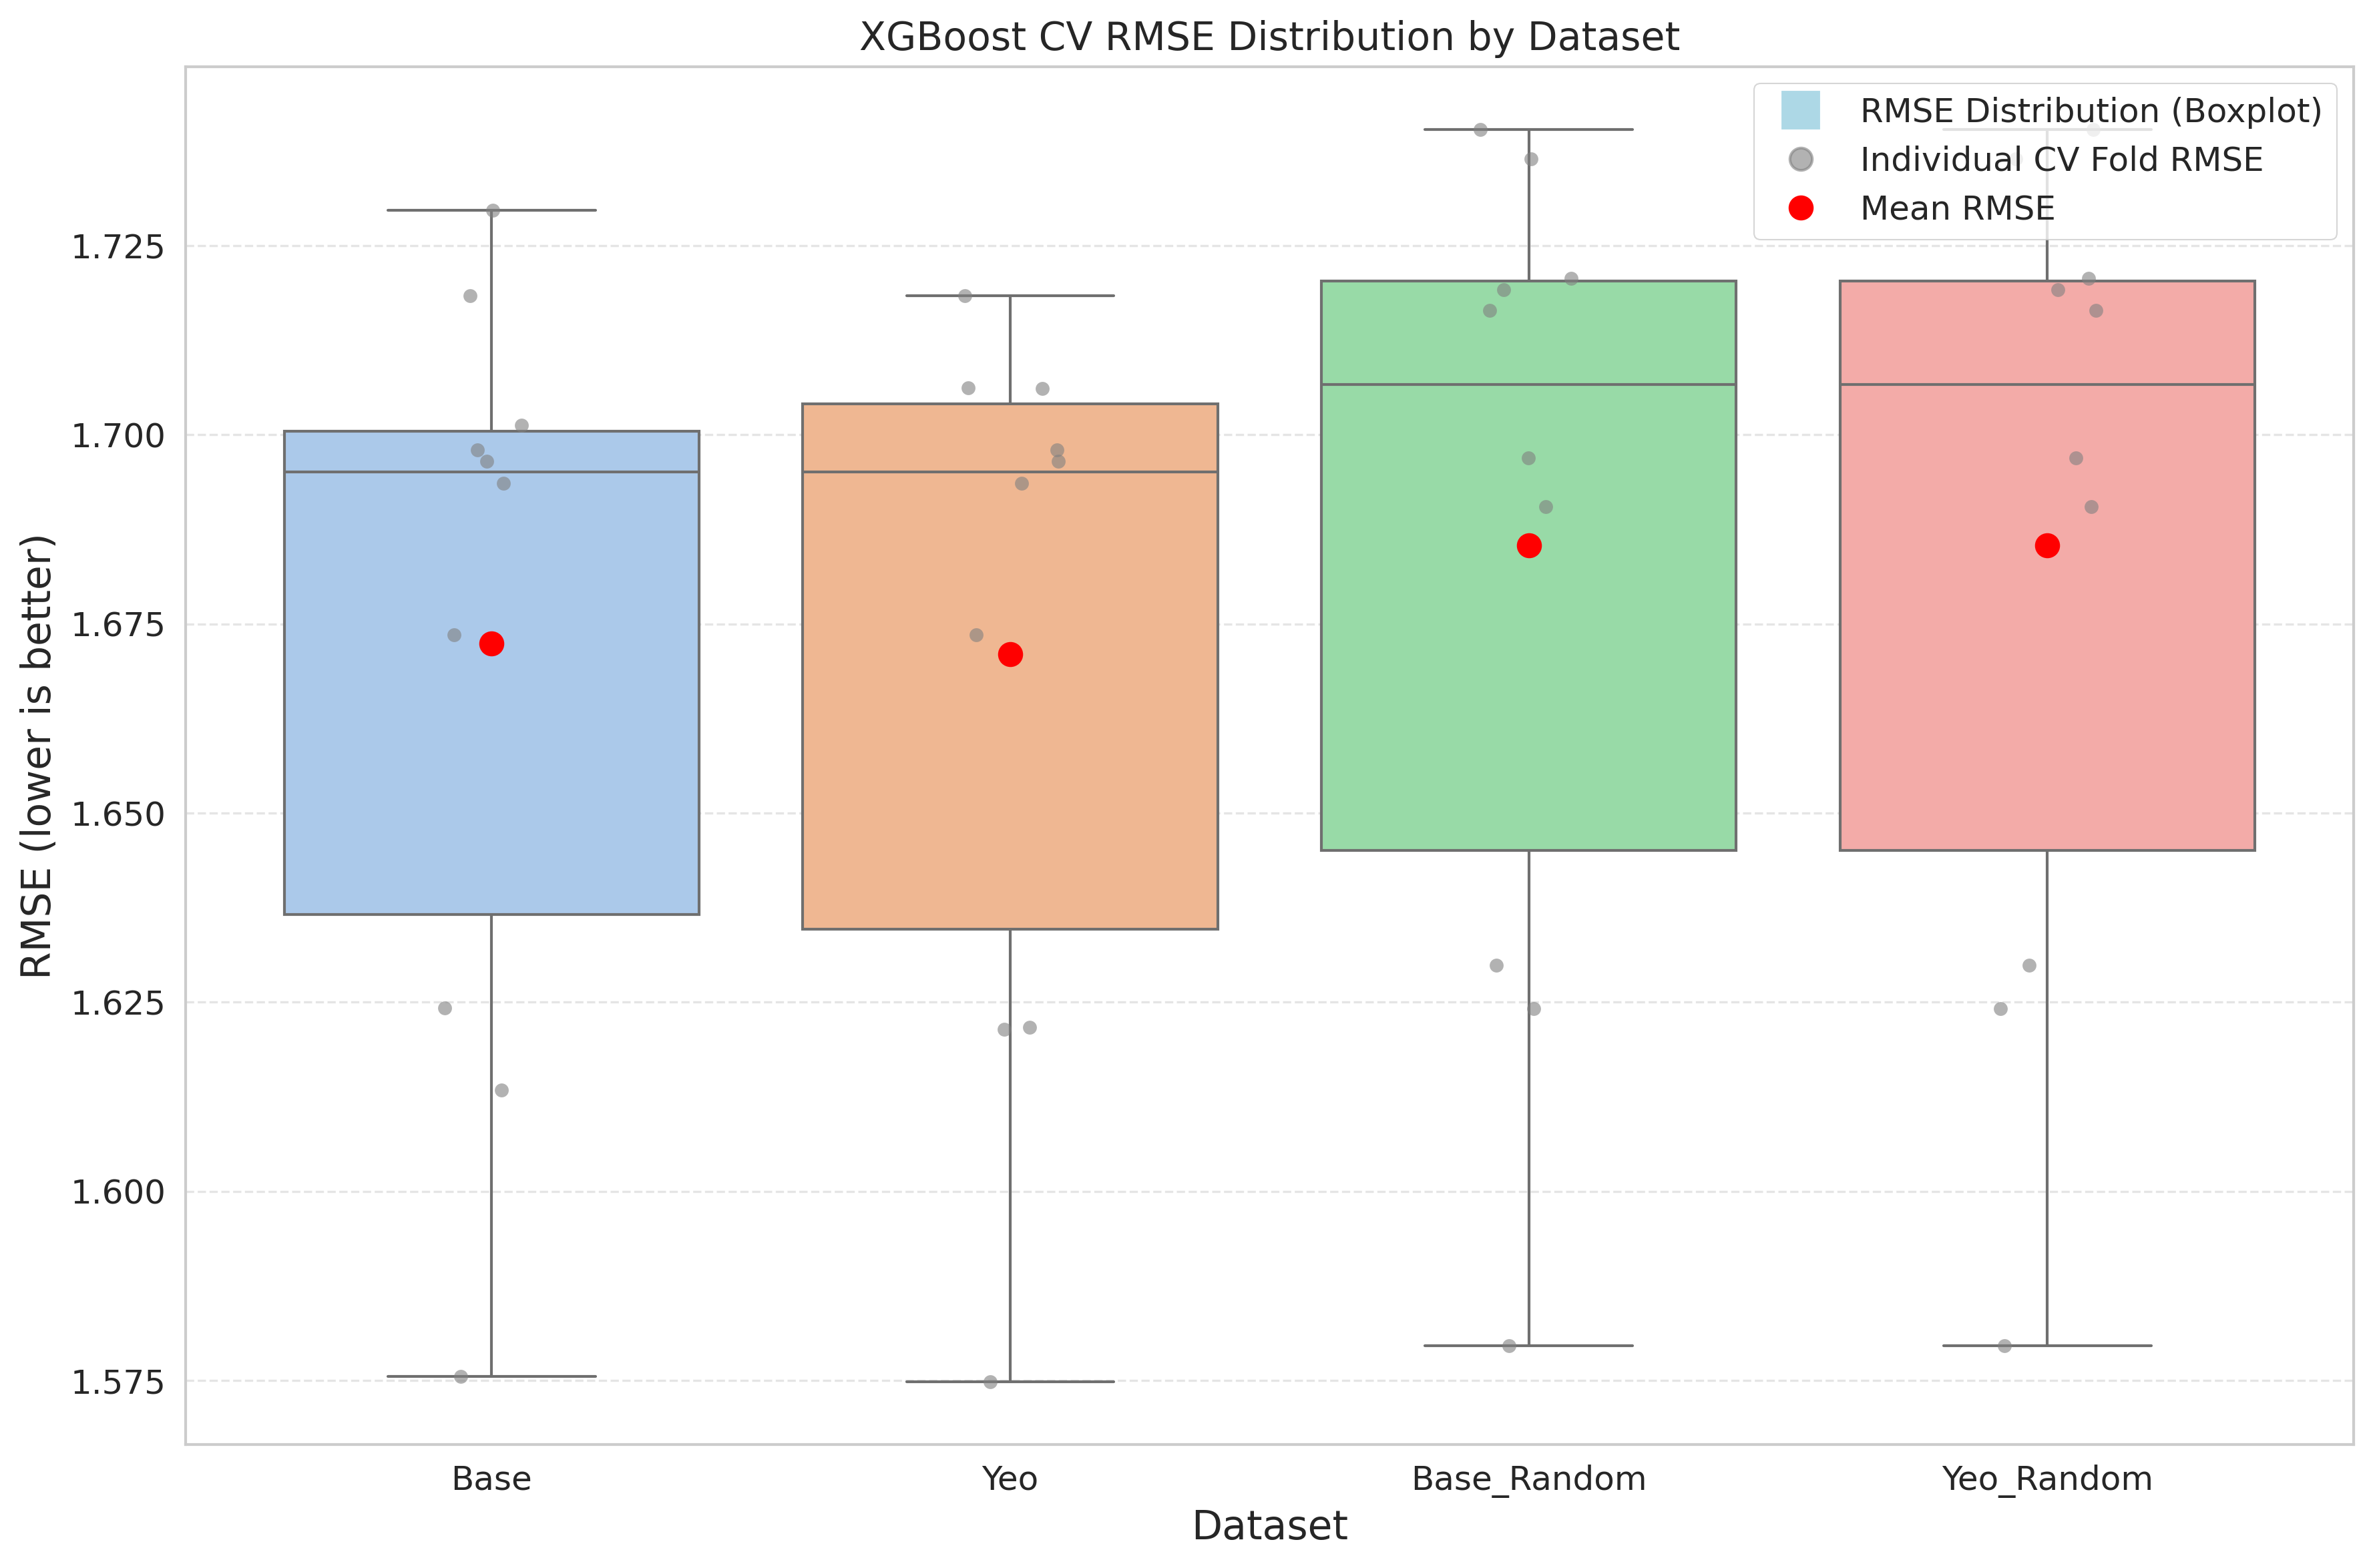 XGBoost CV RMSE Distribution by Dataset
RMSE Distribution (Boxplot)
Individual CV Fold RMSE
Mean RMSE
RMSE (lower is better)
1.725
1.700
1.675
1.650
1.625
1.600
1.575
Base
Yeo
Base_Random
Yeo_Random
Dataset